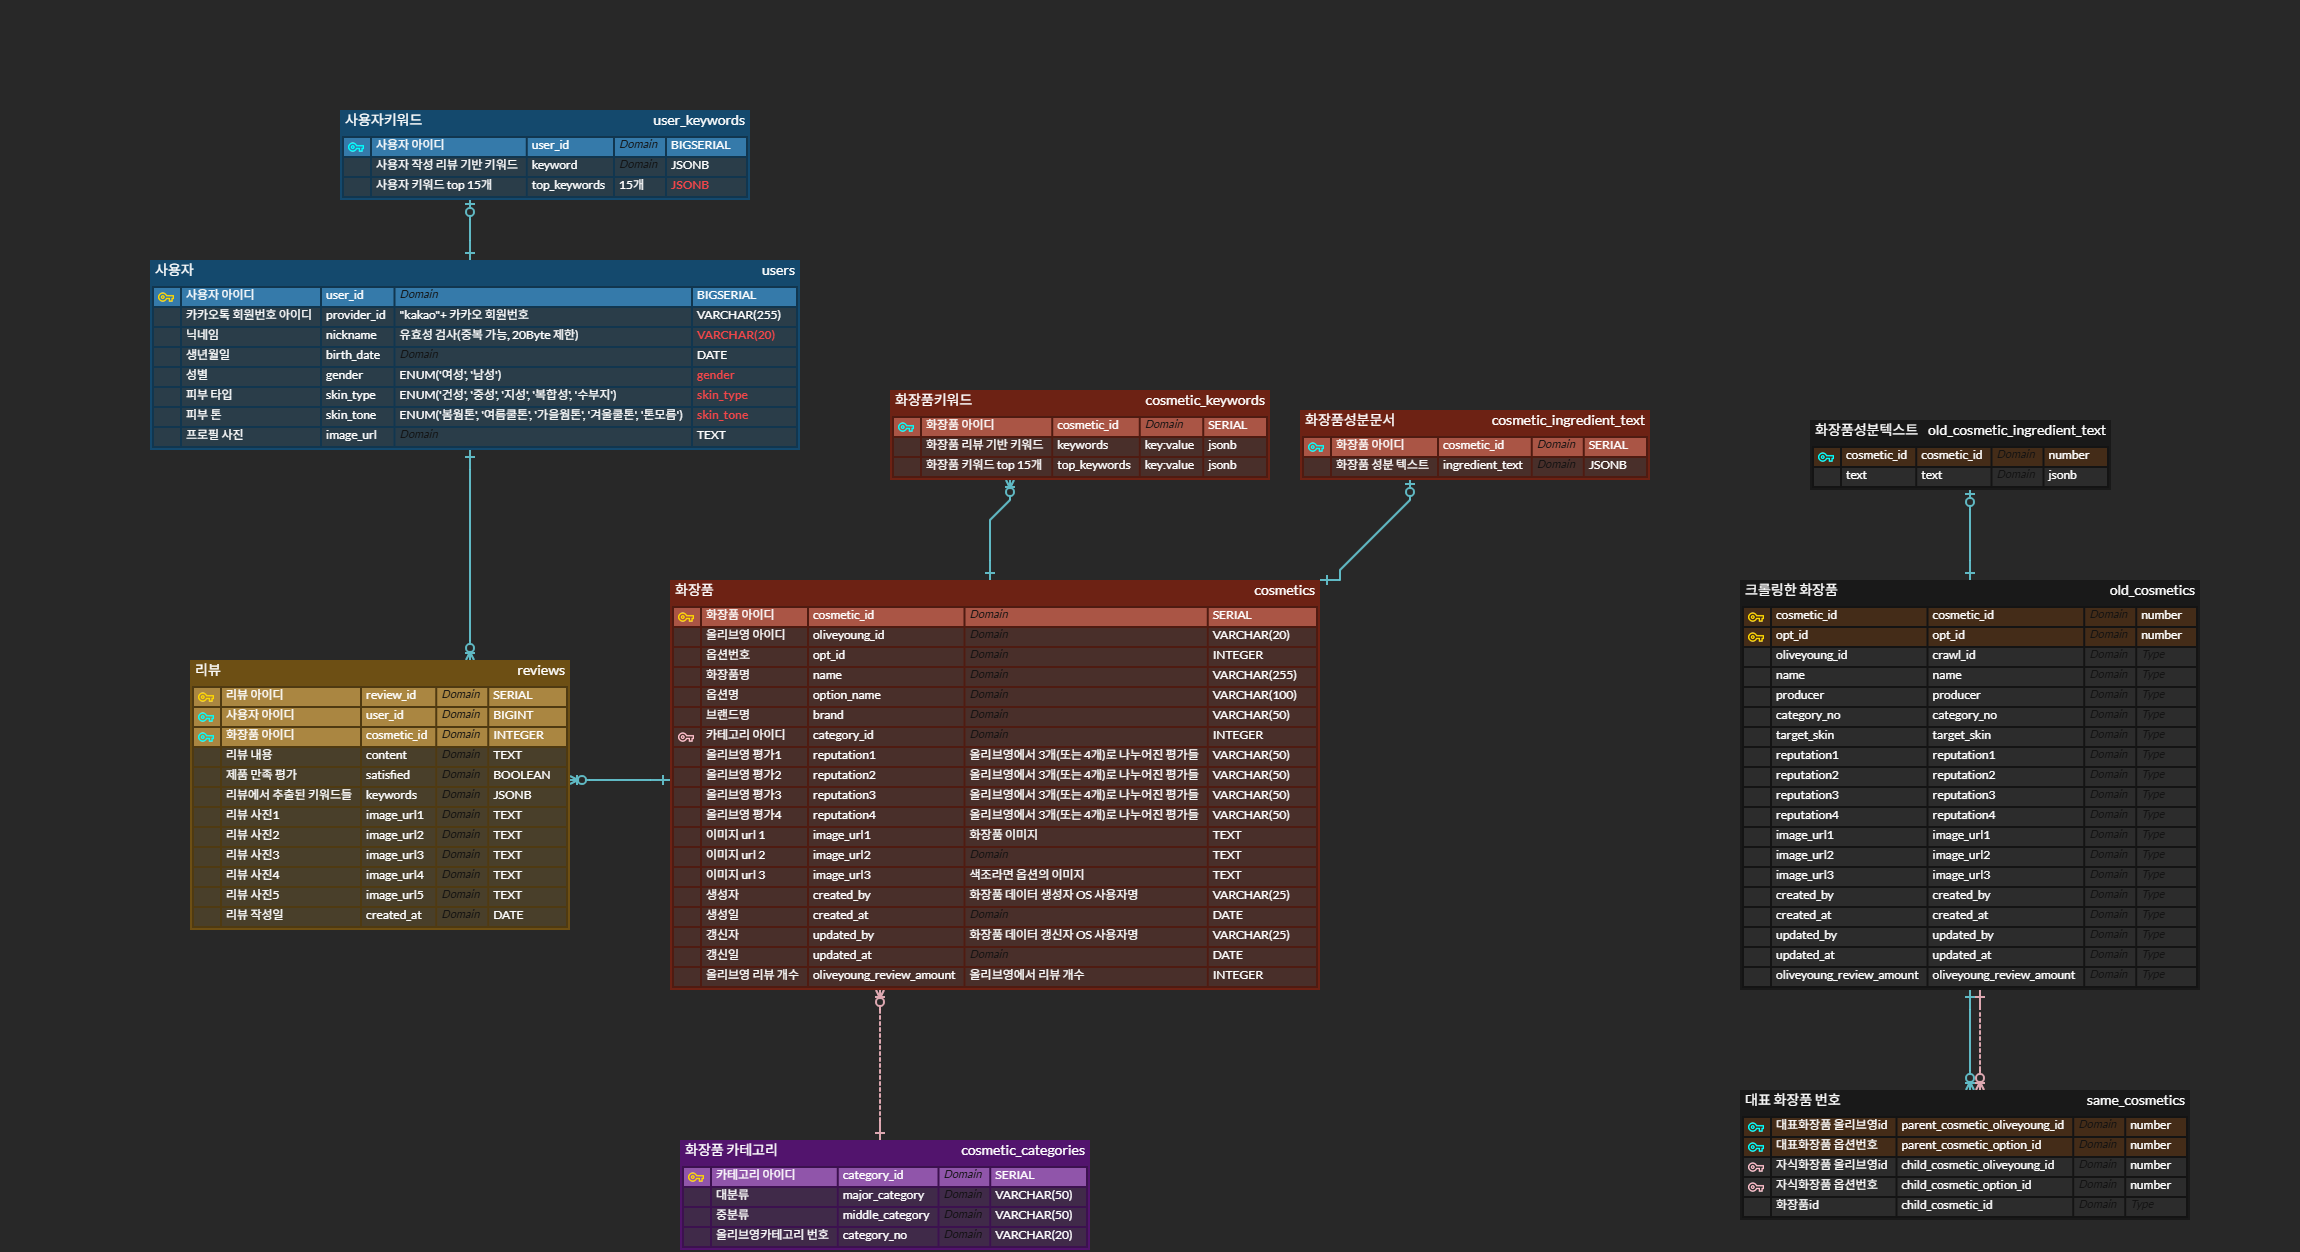 사용자키워드 user_keywords
사용자 아이디 user_id Domain BIGSERIAL
사용자 작성 리뷰 기반 키워드 keyword Domain JSONB
사용자 키워드 top 15개 top_keywords 15개 JSONB
사용자 users
사용자 아이디 user_id Domain BIGSERIAL
카카오톡 회원번호 아이디 provider_id "kakao"+ 카카오 회원번호 VARCHAR(255)
닉네임 nickname 유효성 검사(중복 가능, 20Byte 제한) VARCHAR(20)
생년월일 birth_date Domain DATE
성별 gender ENUM('여성', '남성') gender
피부 타입 skin_type ENUM('건성', '중성', '지성', '복합성', '수부지') skin_type
피부 톤 skin_tone ENUM('봄웜톤', '여름쿨톤', '가을웜톤', '겨울쿨톤', '톤모름') skin_tone
프로필 사진 image_url Domain TEXT
화장품키워드 cosmetic_keywords
화장품 아이디 cosmetic_id Domain SERIAL
화장품 리뷰 기반 키워드 keywords key:value jsonb
화장품 키워드 top 15개 top_keywords key:value jsonb
화장품성분문서 cosmetic_ingredient_text
화장품 아이디 cosmetic_id Domain SERIAL
화장품 성분 텍스트 ingredient_text Domain JSONB
화장품성분텍스트 old_cosmetic_ingredient_text
cosmetic_id cosmetic_id Domain number
text text Domain jsonb
리뷰 reviews
리뷰 아이디 review_id Domain SERIAL
사용자 아이디 user_id Domain BIGINT
화장품 아이디 cosmetic_id Domain INTEGER
리뷰 내용 content Domain TEXT
제품 만족 평가 satisfied Domain BOOLEAN
리뷰에서 추출된 키워드들 keywords Domain JSONB
리뷰 사진1 image_url1 Domain TEXT
리뷰 사진2 image_url2 Domain TEXT
리뷰 사진3 image_url3 Domain TEXT
리뷰 사진4 image_url4 Domain TEXT
리뷰 사진5 image_url5 Domain TEXT
리뷰 작성일 created_at Domain DATE
화장품 cosmetics
화장품 아이디 cosmetic_id Domain SERIAL
올리브영 아이디 oliveyoung_id Domain VARCHAR(20)
옵션번호 opt_id Domain INTEGER
화장품명 name Domain VARCHAR(255)
옵션명 option_name Domain VARCHAR(100)
브랜드명 brand Domain VARCHAR(50)
카테고리 아이디 category_id Domain INTEGER
올리브영 평가1 reputation1 올리브영에서 3개(또는 4개)로 나누어진 평가들 VARCHAR(50)
올리브영 평가2 reputation2 올리브영에서 3개(또는 4개)로 나누어진 평가들 VARCHAR(50)
올리브영 평가3 reputation3 올리브영에서 3개(또는 4개)로 나누어진 평가들 VARCHAR(50)
올리브영 평가4 reputation4 올리브영에서 3개(또는 4개)로 나누어진 평가들 VARCHAR(50)
이미지 url 1 image_url1 화장품 이미지 TEXT
이미지 url 2 image_url2 Domain TEXT
이미지 url 3 image_url3 색조라면 옵션의 이미지 TEXT
생성자 created_by 화장품 데이터 생성자 OS 사용자명 VARCHAR(25)
생성일 created_at Domain DATE
갱신자 updated_by 화장품 데이터 갱신자 OS 사용자명 VARCHAR(25)
갱신일 updated_at Domain DATE
올리브영 리뷰 개수 oliveyoung_review_amount 올리브영에서 리뷰 개수 INTEGER
크롤링한 화장품 old_cosmetics
cosmetic_id cosmetic_id Domain number
opt_id opt_id Domain number
oliveyoung_id crawl_id Domain Type
name name Domain Type
producer producer Domain Type
category_no category_no Domain Type
target_skin target_skin Domain Type
reputation1 reputation1 Domain Type
reputation2 reputation2 Domain Type
reputation3 reputation3 Domain Type
reputation4 reputation4 Domain Type
image_url1 image_url1 Domain Type
image_url2 image_url2 Domain Type
image_url3 image_url3 Domain Type
created_by created_by Domain Type
created_at created_at Domain Type
updated_by updated_by Domain Type
updated_at updated_at Domain Type
oliveyoung_review_amount oliveyoung_review_amount Domain Type
화장품 카테고리 cosmetic_categories
카테고리 아이디 category_id Domain SERIAL
대분류 major_category Domain VARCHAR(50)
중분류 middle_category Domain VARCHAR(50)
올리브영카테고리 번호 category_no Domain VARCHAR(20)
대표 화장품 번호 same_cosmetics
대표화장품 올리브영id parent_cosmetic_oliveyoung_id Domain number
대표화장품 옵션번호 parent_cosmetic_option_id Domain number
자식화장품 올리브영id child_cosmetic_oliveyoung_id Domain number
자식화장품 옵션번호 child_cosmetic_option_id Domain number
화장품id child_cosmetic_id Domain Type